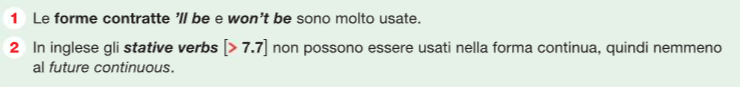 1 Le forme contratte 'll be e won't be sono molto usate.
2 In inglese gli stative verbs [> 7.7] non possono essere usati nella forma continua, quindi nemmeno
al future continuous.